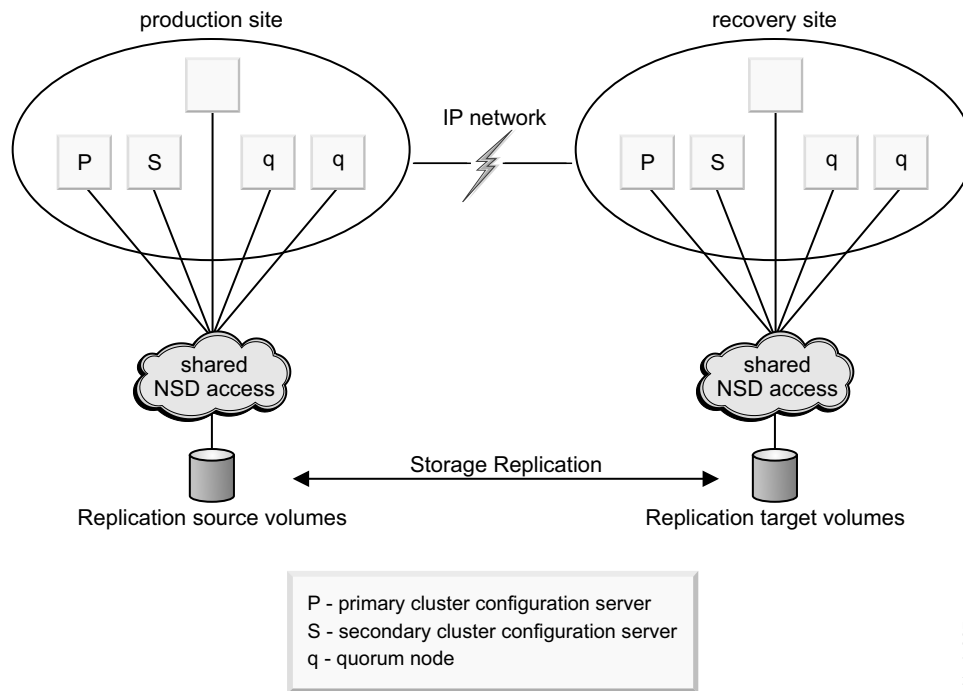 production site
recovery site
IP network
P
S
q
q
P
S
q
q
shared
NSD access
shared
NSD access
Storage Replication
Replication source volumes
Replication target volumes
P - primary cluster configuration server
S - secondary cluster configuration server
q - quorum node